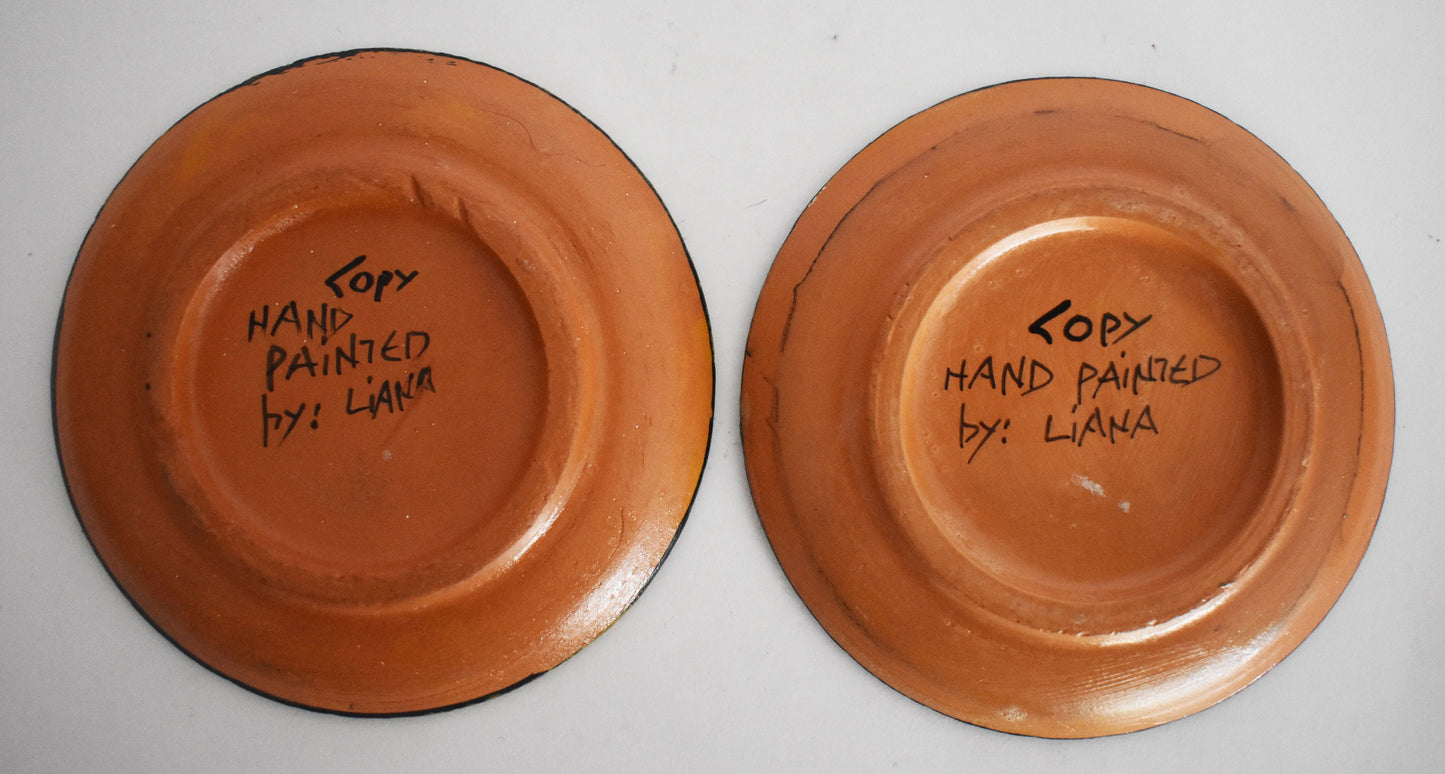 Copy
HAND
PAiNTED
by: LiANA
Copy
HAND PAiNTED
by: LiANA